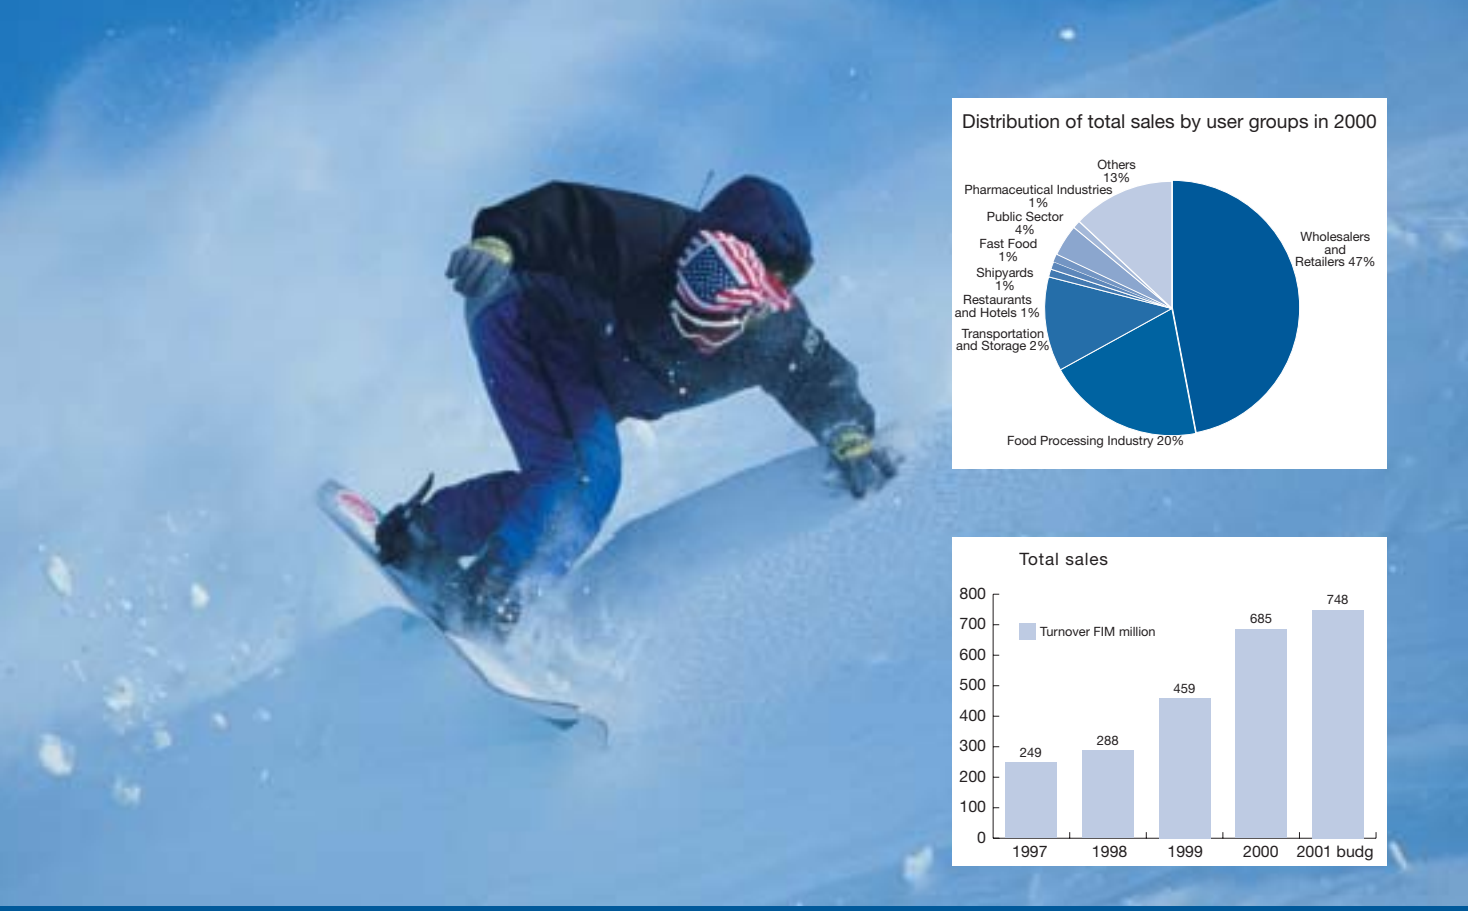 Distribution of total sales by user groups in 2000
Others
13%
Pharmaceutical Industries
1%
Public Sector
4%
Fast Food
1%
Shipyards
1%
Restaurants
and Hotels 1%
Transportation
and Storage 2%
Wholesalers
and
Retailers 47%
Food Processing Industry 20%
Total sales
800
700
600
500
400
300
200
100
0
Turnover FIM million
249
288
459
685
748
1997
1998
1999
2000
2001 budg